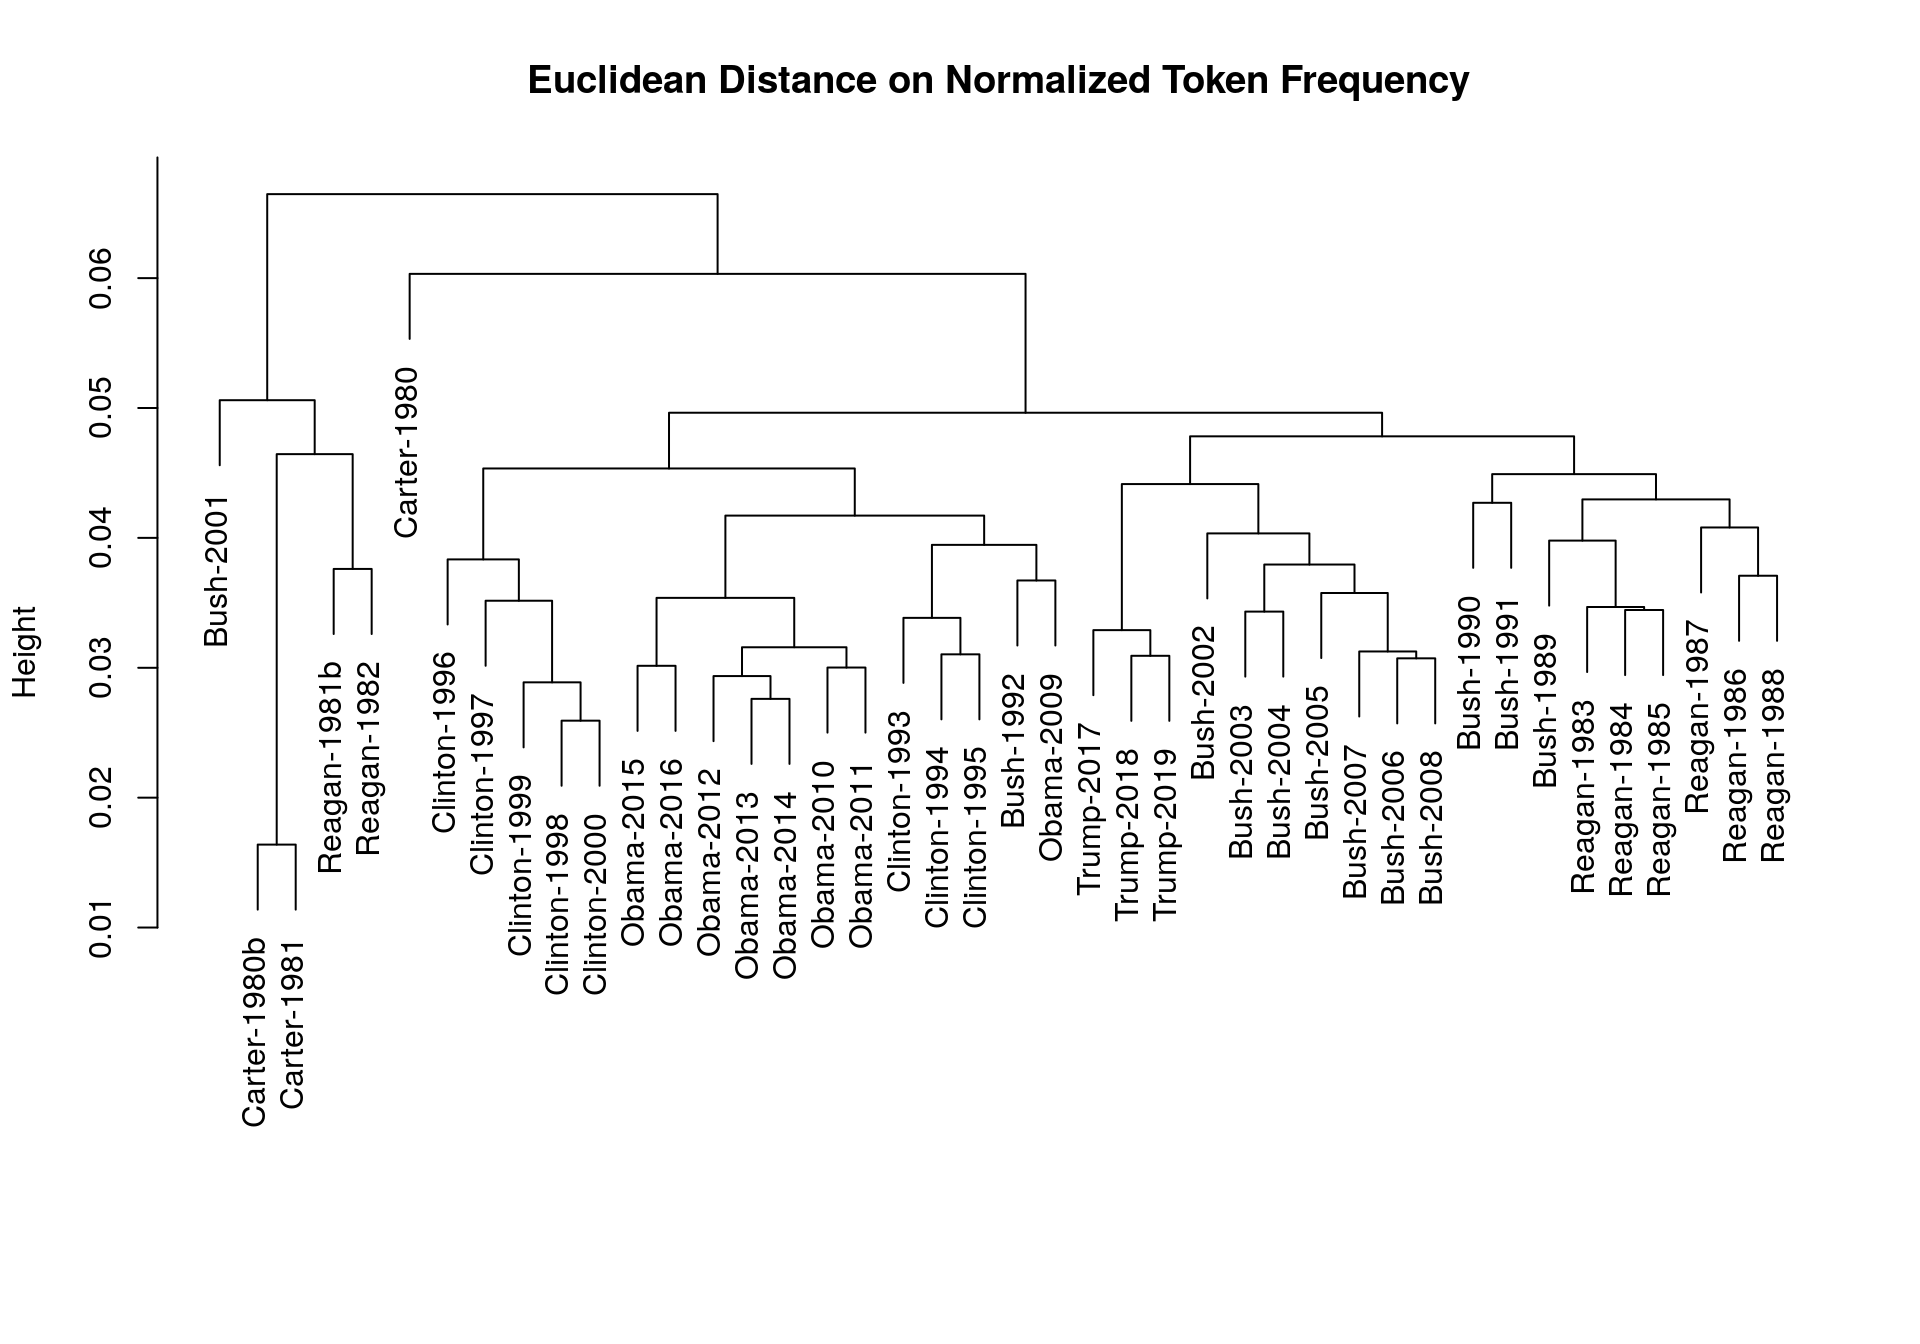 Euclidean Distance on Normalized Token Frequency
Height
0.06
0.05
0.04
0.03
0.02
0.01
Bush-2001
Carter-1980b
Carter-1981
Reagan-1981b
Reagan-1982
Carter-1980
Clinton-1996
Clinton-1997
Clinton-1999
Clinton-1998
Clinton-2000
Obama-2015
Obama-2016
Obama-2012
Obama-2013
Obama-2014
Obama-2010
Obama-2011
Clinton-1993
Clinton-1994
Clinton-1995
Bush-1992
Obama-2009
Trump-2017
Trump-2018
Trump-2019
Bush-2002
Bush-2003
Bush-2004
Bush-2005
Bush-2007
Bush-2006
Bush-2008
Bush-1990
Bush-1991
Bush-1989
Reagan-1983
Reagan-1984
Reagan-1985
Reagan-1987
Reagan-1986
Reagan-1988